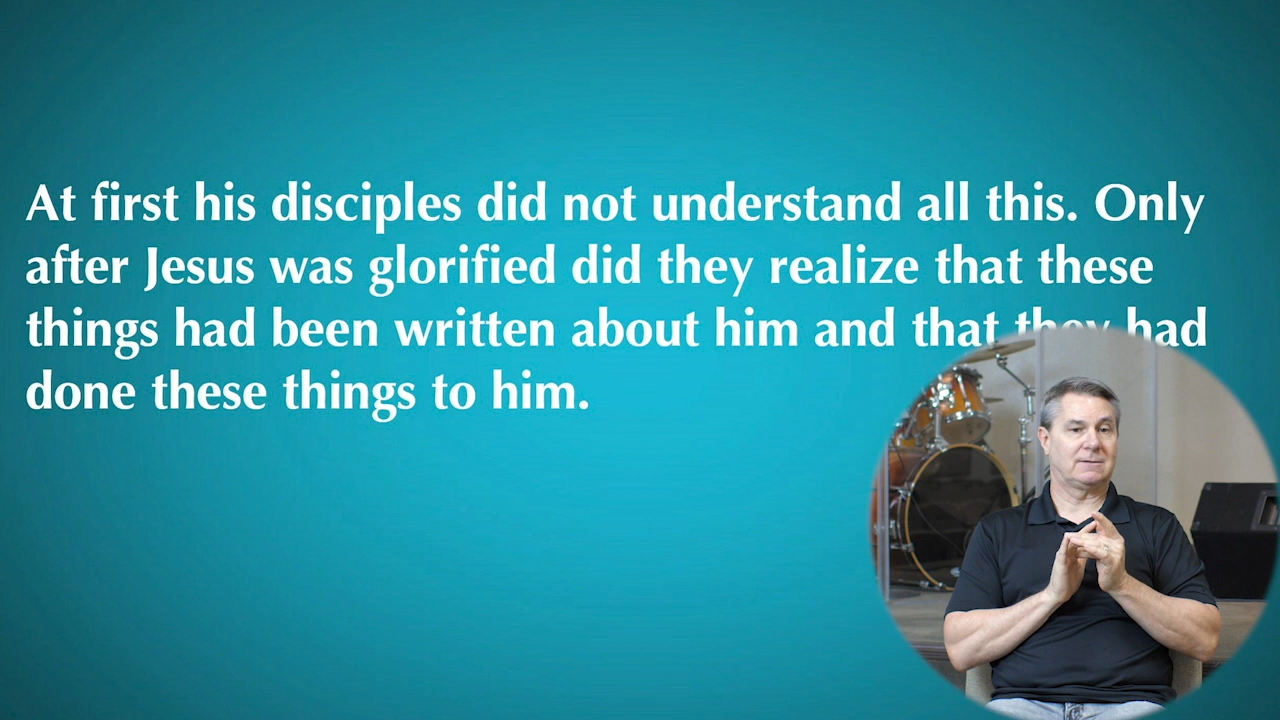 At first his disciples did not understand all this. Only
after Jesus was glorified did they realize that these
things had been written about him and that they had
done these things to him.